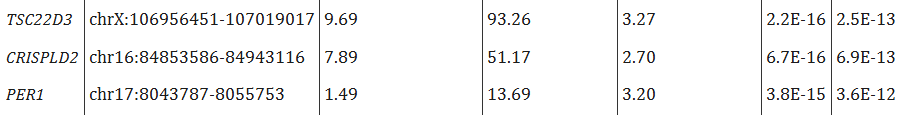 TSC22D3 chrX:106956451-107019017 9.69 93.26 3.27 2.2E-16 2.5E-13
CRISPLD2 chr16:84853586-84943116 7.89 51.17 2.70 6.7E-16 6.9E-13
PER1 chr17:8043787-8055753 1.49 13.69 3.20 3.8E-15 3.6E-12